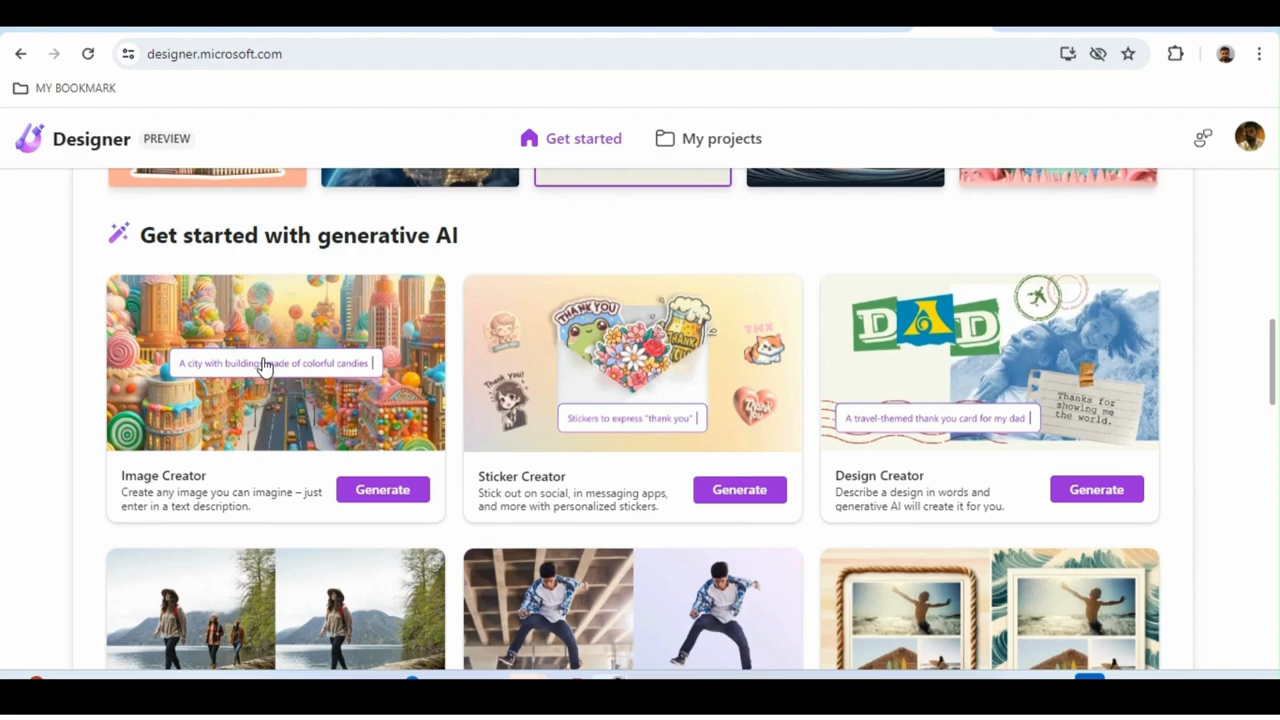 designer.microsoft.com
MY BOOKMARK
Designer PREVIEW Get started My projects
Get started with generative AI
A city with building made of colorful candies
THANK YOU
THANK
Thank You!
THX
Thank you
Stickers to express "thank you"
DAD
Thanks for
showing me
the world.
A travel-themed thank you card for my dad
Image Creator
Create any image you can imagine – just
enter in a text description.
Generate
Sticker Creator
Stick out on social, in messaging apps,
and more with personalized stickers.
Generate
Design Creator
Describe a design in words and
generative AI will create it for you.
Generate